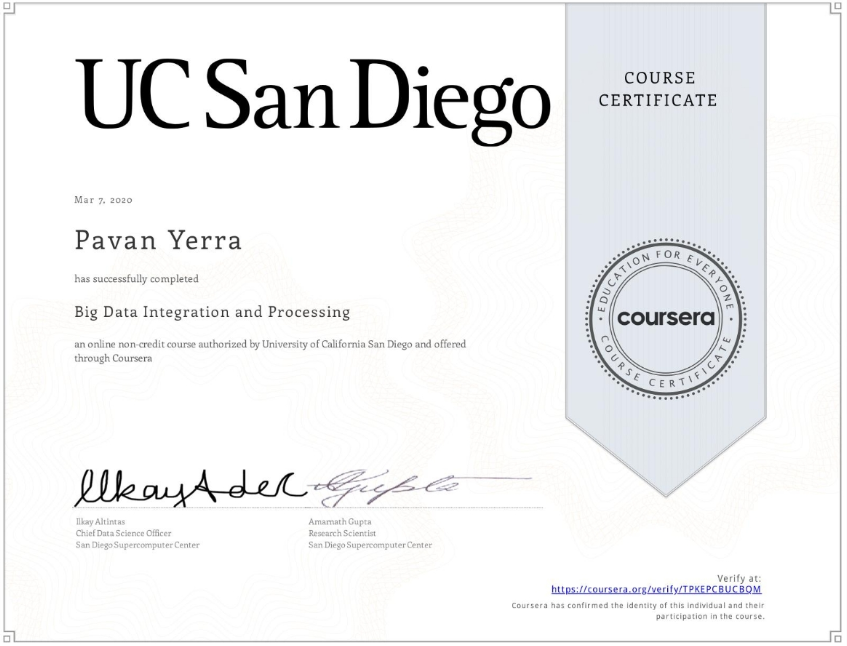 UC San Diego
COURSE
CERTIFICATE
Mar 7, 2020
Pavan Yerra
has successfully completed
Big Data Integration and Processing
an online non-credit course authorized by University of California San Diego and offered
through Coursera
EDUCATION FOR EVERYONE
coursera
COURSE CERTIFICATE
Ilkay Altintas
Chief Data Science Officer
San Diego Supercomputer Center
Amarnath Gupta
Research Scientist
San Diego Supercomputer Center
Verify at:
https://coursera.org/verify/TPKEPCBUCBQM
Coursera has confirmed the identity of this individual and their
participation in the course.